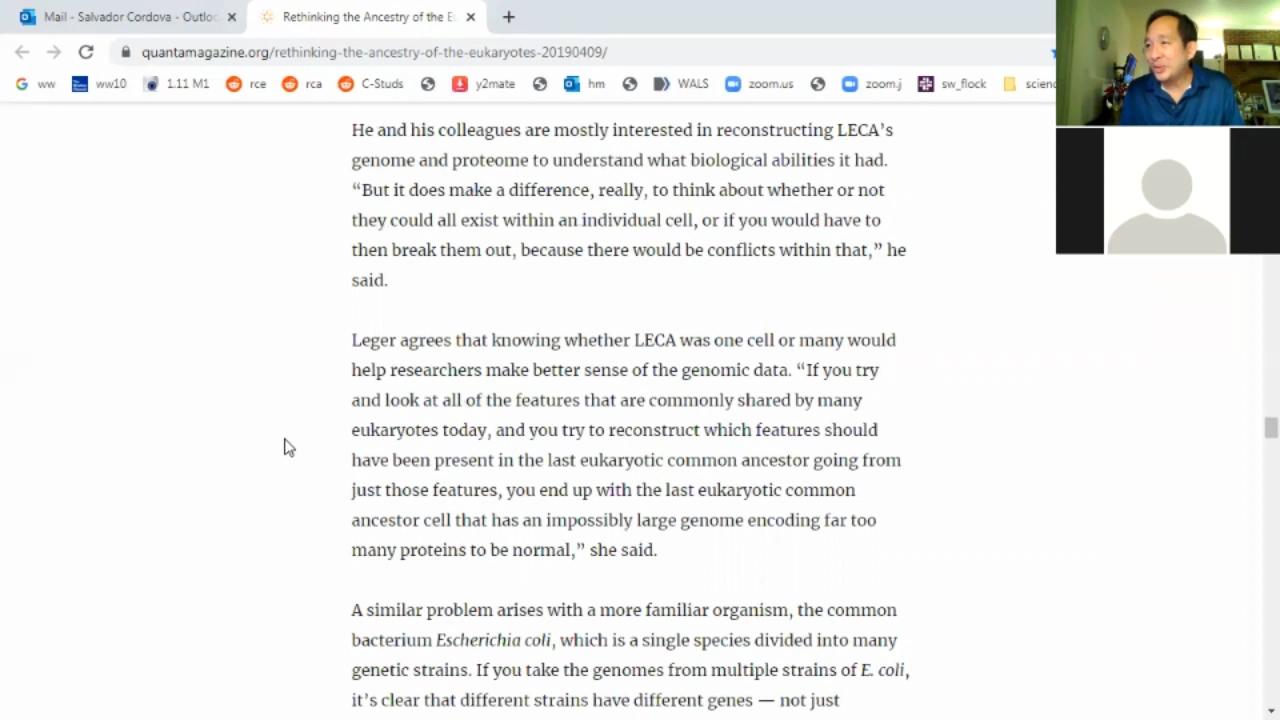 Mail - Salvador Cordova - Outloo
Rethinking the Ancestry of the E
quantamagazine.org/rethinking-the-ancestry-of-the-eukaryotes-20190409/
ww ww10 1.11 M1 rce rca C-Studs y2mate hm WALS zoom.us zoom.j sw_flock scienc
He and his colleagues are mostly interested in reconstructing LECA’s
genome and proteome to understand what biological abilities it had.
“But it does make a difference, really, to think about whether or not
they could all exist within an individual cell, or if you would have to
then break them out, because there would be conflicts within that,” he
said.
Leger agrees that knowing whether LECA was one cell or many would
help researchers make better sense of the genomic data. “If you try
and look at all of the features that are commonly shared by many
eukaryotes today, and you try to reconstruct which features should
have been present in the last eukaryotic common ancestor going from
just those features, you end up with the last eukaryotic common
ancestor cell that has an impossibly large genome encoding far too
many proteins to be normal,” she said.
A similar problem arises with a more familiar organism, the common
bacterium Escherichia coli, which is a single species divided into many
genetic strains. If you take the genomes from multiple strains of E. coli,
it’s clear that different strains have different genes — not just